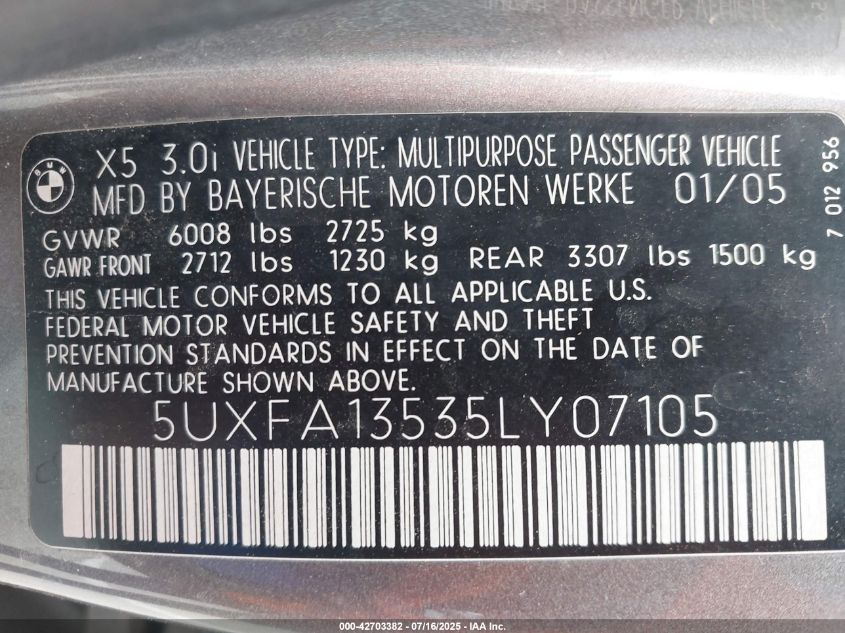 X5 3.0i VEHICLE TYPE: MULTIPURPOSE PASSENGER VEHICLE
MFD BY BAYERISCHE MOTOREN WERKE 01/05
GVWR 6008 lbs 2725 kg
GAWR FRONT 2712 lbs 1230 kg REAR 3307 lbs 1500 kg
THIS VEHICLE CONFORMS TO ALL APPLICABLE U.S.
FEDERAL MOTOR VEHICLE SAFETY AND THEFT
PREVENTION STANDARDS IN EFFECT ON THE DATE OF
MANUFACTURE SHOWN ABOVE.
5UXFA13535LY07105
7 012 956
000-42703382 - 07/16/2025 - IAA Inc.